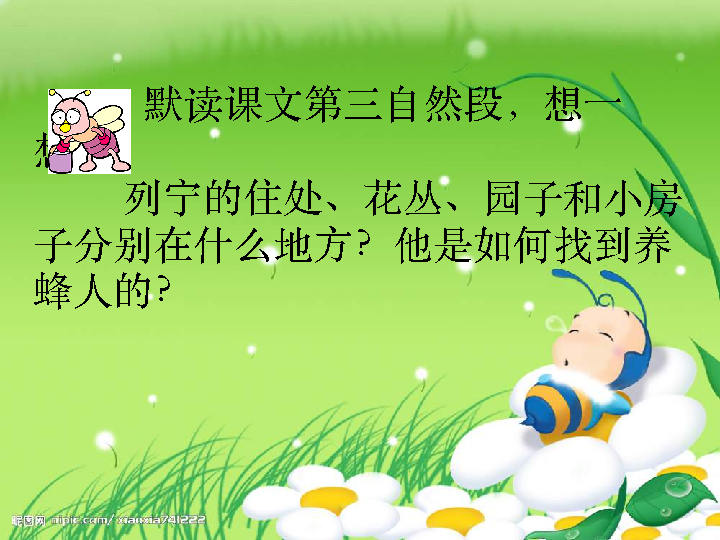 默读课文第三自然段，想一
想
列宁的住处、花丛、园子和小房
子分别在什么地方？他是如何找到养
蜂人的？
昵图网 nipic.com/xiaoxia741222